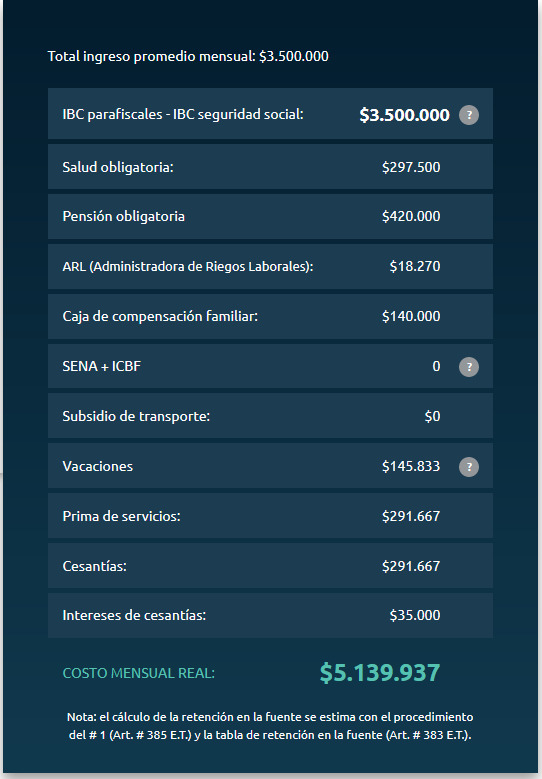 Total ingreso promedio mensual: $3.500.000
IBC parafiscales - IBC seguridad social: $3.500.000 ?
Salud obligatoria: $297.500
Pensión obligatoria $420.000
ARL (Administradora de Riegos Laborales): $18.270
Caja de compensación familiar: $140.000
SENA + ICBF 0 ?
Subsidio de transporte: $0
Vacaciones $145.833 ?
Prima de servicios: $291.667
Cesantías: $291.667
Intereses de cesantías: $35.000
COSTO MENSUAL REAL: $5.139.937
Nota: el cálculo de la retención en la fuente se estima con el procedimiento
del # 1 (Art. # 385 E.T.) y la tabla de retención en la fuente (Art. # 383 E.T.).